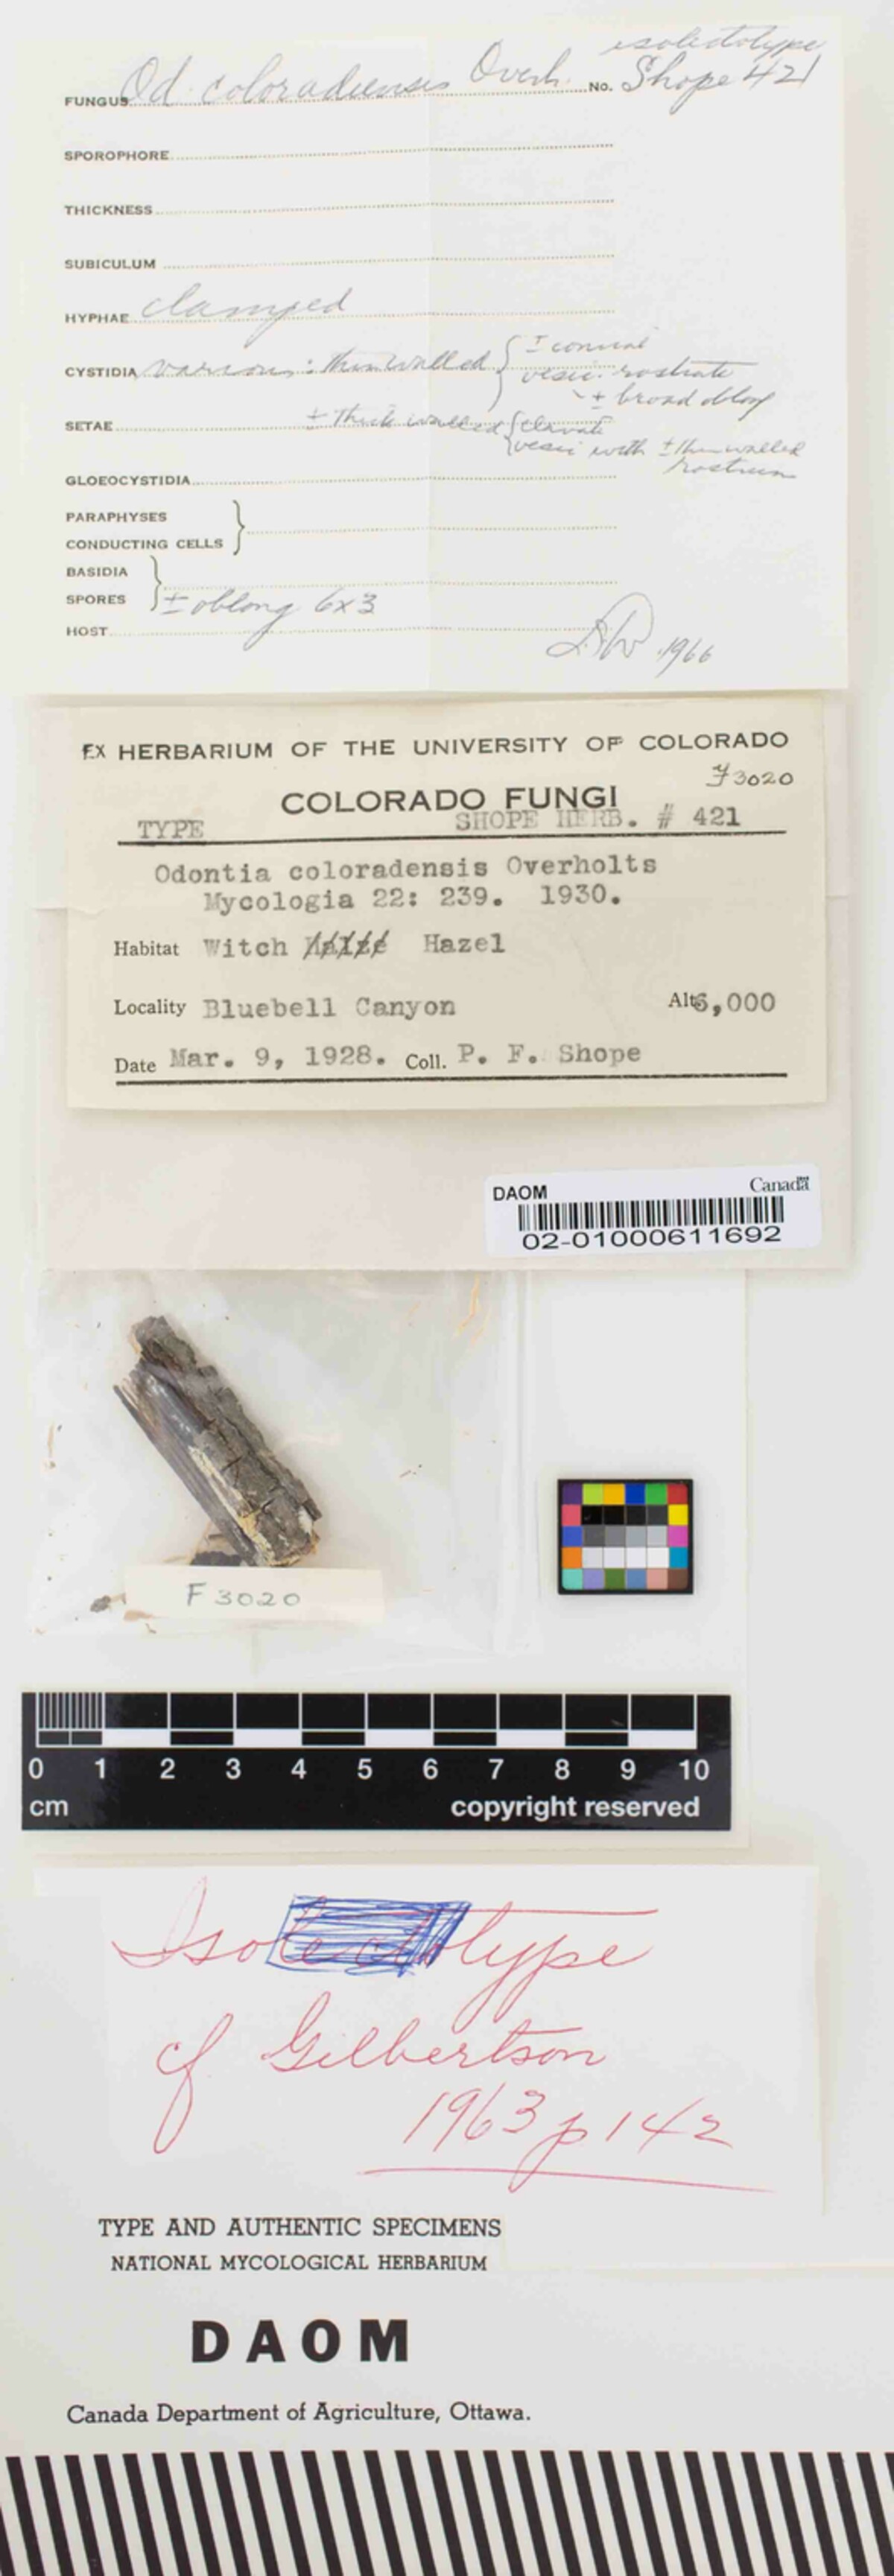 isolectotype
FUNGUS Od. coloradensis Overh. No. Shope 421
SPOROPHORE
THICKNESS
SUBICULUM
HYPHAE clamped
CYSTIDIA various: thin walled { ± conical
vesic. rostrate
± broad oblong
SETAE ± thick walled { clavate
vesic with ± thin walled
rostrum
GLOEOCYSTIDIA
PARAPHYSES
CONDUCTING CELLS
BASIDIA
SPORES ± oblong 6x3
HOST
1966
EX HERBARIUM OF THE UNIVERSITY OF COLORADO
F3020
COLORADO FUNGI
TYPE SHOPE HERB. # 421
Odontia coloradensis Overholts
Mycologia 22: 239. 1930.
Habitat Witch Hazel
Locality Bluebell Canyon Alt 6,000
Date Mar. 9, 1928. Coll. P. F. Shope
DAOM Canada
02-01000611692
F3020
0 1 2 3 4 5 6 7 8 9 10
cm copyright reserved
Isolectotype
cf Gilbertson
1963 p 142
TYPE AND AUTHENTIC SPECIMENS
NATIONAL MYCOLOGICAL HERBARIUM
DAOM
Canada Department of Agriculture, Ottawa.